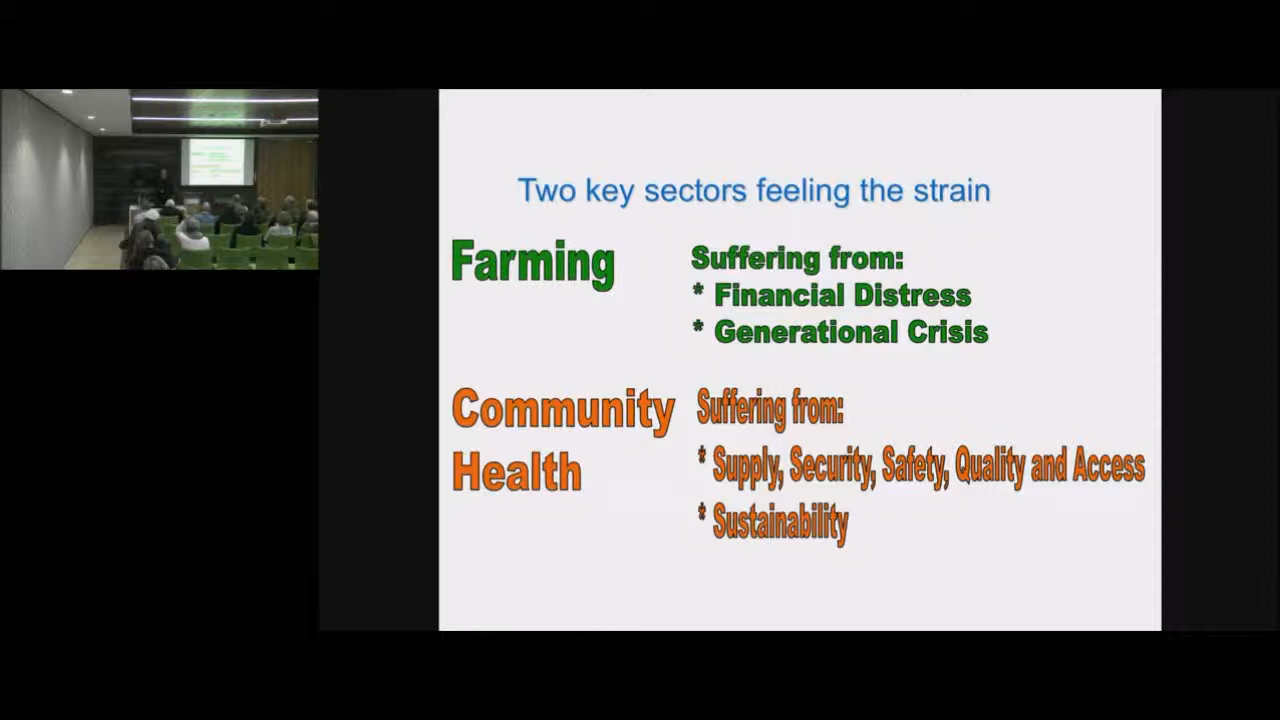 Two key sectors feeling the strain
Farming
Suffering from:
* Financial Distress
* Generational Crisis
Community
Health
Suffering from:
* Supply, Security, Safety, Quality and Access
* Sustainability